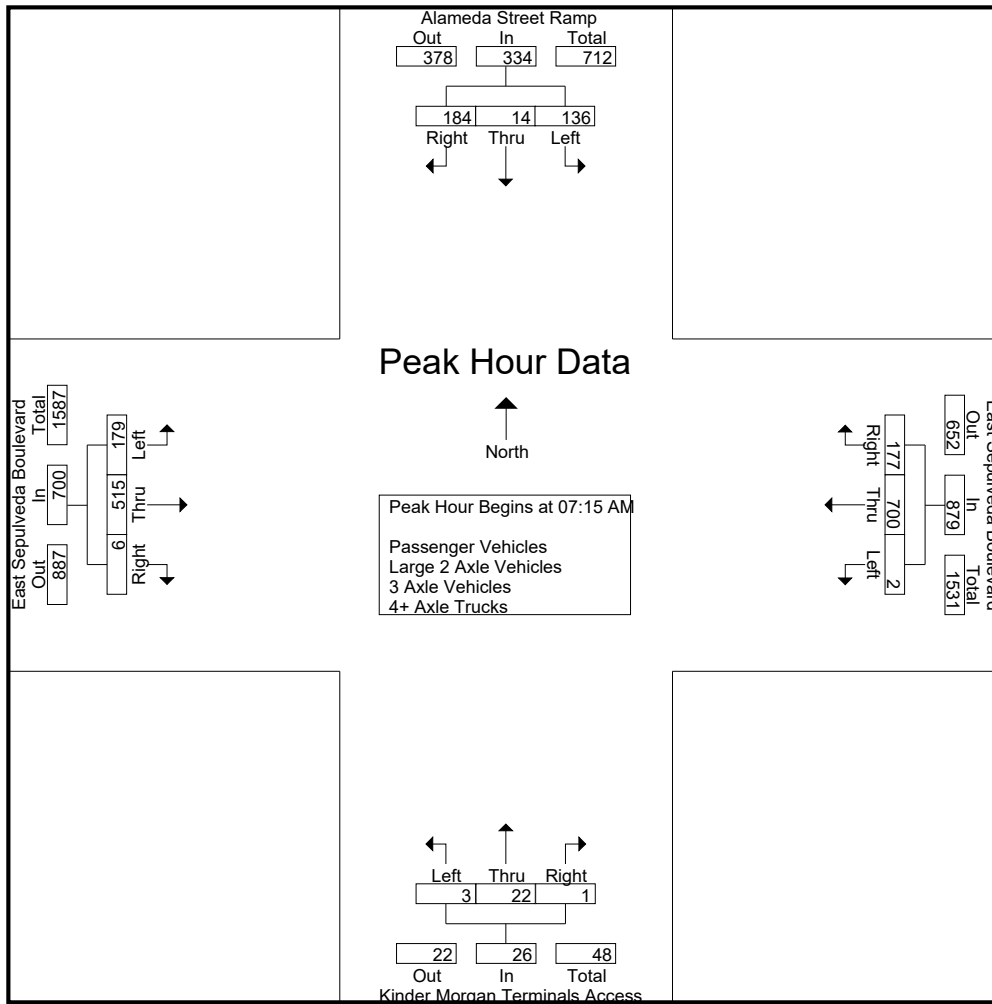 Alameda Street Ramp
Out In Total
378 334 712
184 14 136
Right Thru Left
Peak Hour Data
North
Peak Hour Begins at 07:15 AM
Passenger Vehicles
Large 2 Axle Vehicles
3 Axle Vehicles
4+ Axle Trucks
East Sepulveda Boulevard
Out In Total
887 700 1587
179 515 6
Left Thru Right
East Sepulveda Boulevard
Out In Total
652 879 1531
177 700 2
Right Thru Left
Left Thru Right
3 22 1
22 26 48
Out In Total
Kinder Morgan Terminals Access